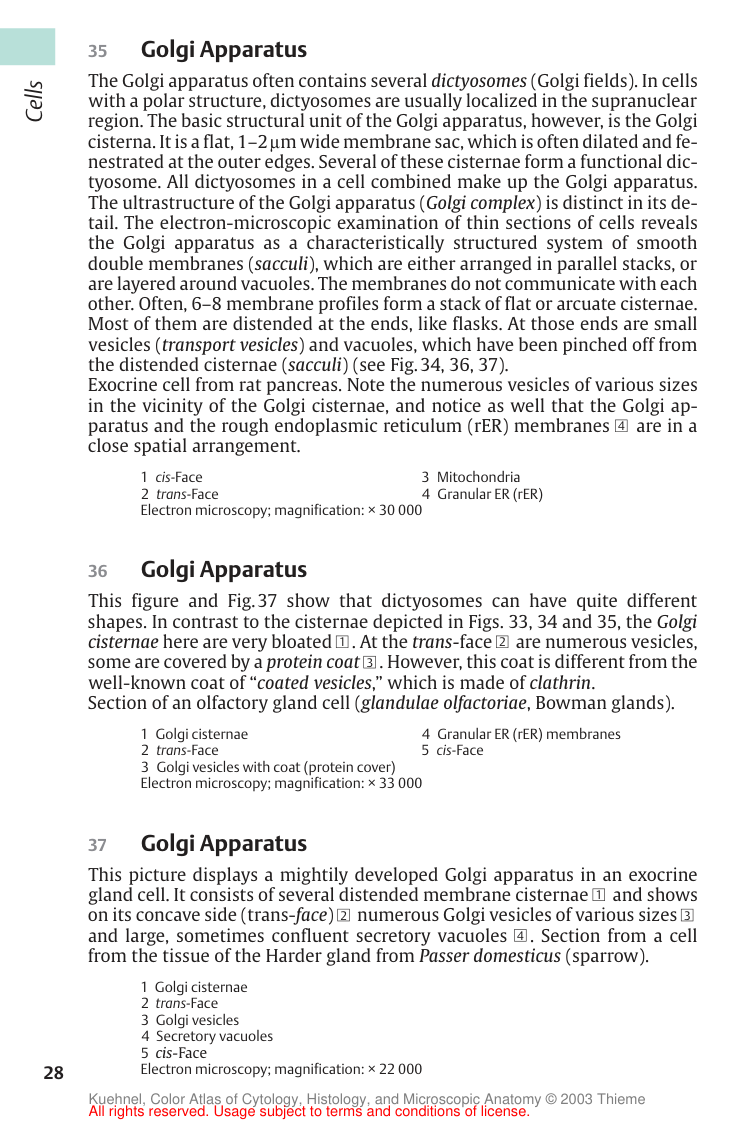 Cells
35 Golgi Apparatus
The Golgi apparatus often contains several dictyosomes (Golgi fields). In cells
with a polar structure, dictyosomes are usually localized in the supranuclear
region. The basic structural unit of the Golgi apparatus, however, is the Golgi
cisterna. It is a flat, 1–2 µm wide membrane sac, which is often dilated and fe-
nestrated at the outer edges. Several of these cisternae form a functional dic-
tyosome. All dictyosomes in a cell combined make up the Golgi apparatus.
The ultrastructure of the Golgi apparatus (Golgi complex) is distinct in its de-
tail. The electron-microscopic examination of thin sections of cells reveals
the Golgi apparatus as a characteristically structured system of smooth
double membranes (sacculi), which are either arranged in parallel stacks, or
are layered around vacuoles. The membranes do not communicate with each
other. Often, 6–8 membrane profiles form a stack of flat or arcuate cisternae.
Most of them are distended at the ends, like flasks. At those ends are small
vesicles (transport vesicles) and vacuoles, which have been pinched off from
the distended cisternae (sacculi) (see Fig. 34, 36, 37).
Exocrine cell from rat pancreas. Note the numerous vesicles of various sizes
in the vicinity of the Golgi cisternae, and notice as well that the Golgi ap-
paratus and the rough endoplasmic reticulum (rER) membranes 4 are in a
close spatial arrangement.
1 cis-Face 3 Mitochondria
2 trans-Face 4 Granular ER (rER)
Electron microscopy; magnification: × 30 000
36 Golgi Apparatus
This figure and Fig. 37 show that dictyosomes can have quite different
shapes. In contrast to the cisternae depicted in Figs. 33, 34 and 35, the Golgi
cisternae here are very bloated 1. At the trans-face 2 are numerous vesicles,
some are covered by a protein coat 3. However, this coat is different from the
well-known coat of “coated vesicles,” which is made of clathrin.
Section of an olfactory gland cell (glandulae olfactoriae, Bowman glands).
1 Golgi cisternae 4 Granular ER (rER) membranes
2 trans-Face 5 cis-Face
3 Golgi vesicles with coat (protein cover)
Electron microscopy; magnification: × 33 000
37 Golgi Apparatus
This picture displays a mightily developed Golgi apparatus in an exocrine
gland cell. It consists of several distended membrane cisternae 1 and shows
on its concave side (trans-face) 2 numerous Golgi vesicles of various sizes 3
and large, sometimes confluent secretory vacuoles 4. Section from a cell
from the tissue of the Harder gland from Passer domesticus (sparrow).
1 Golgi cisternae
2 trans-Face
3 Golgi vesicles
4 Secretory vacuoles
5 cis-Face
Electron microscopy; magnification: × 22 000
28
Kuehnel, Color Atlas of Cytology, Histology, and Microscopic Anatomy © 2003 Thieme
All rights reserved. Usage subject to terms and conditions of license.